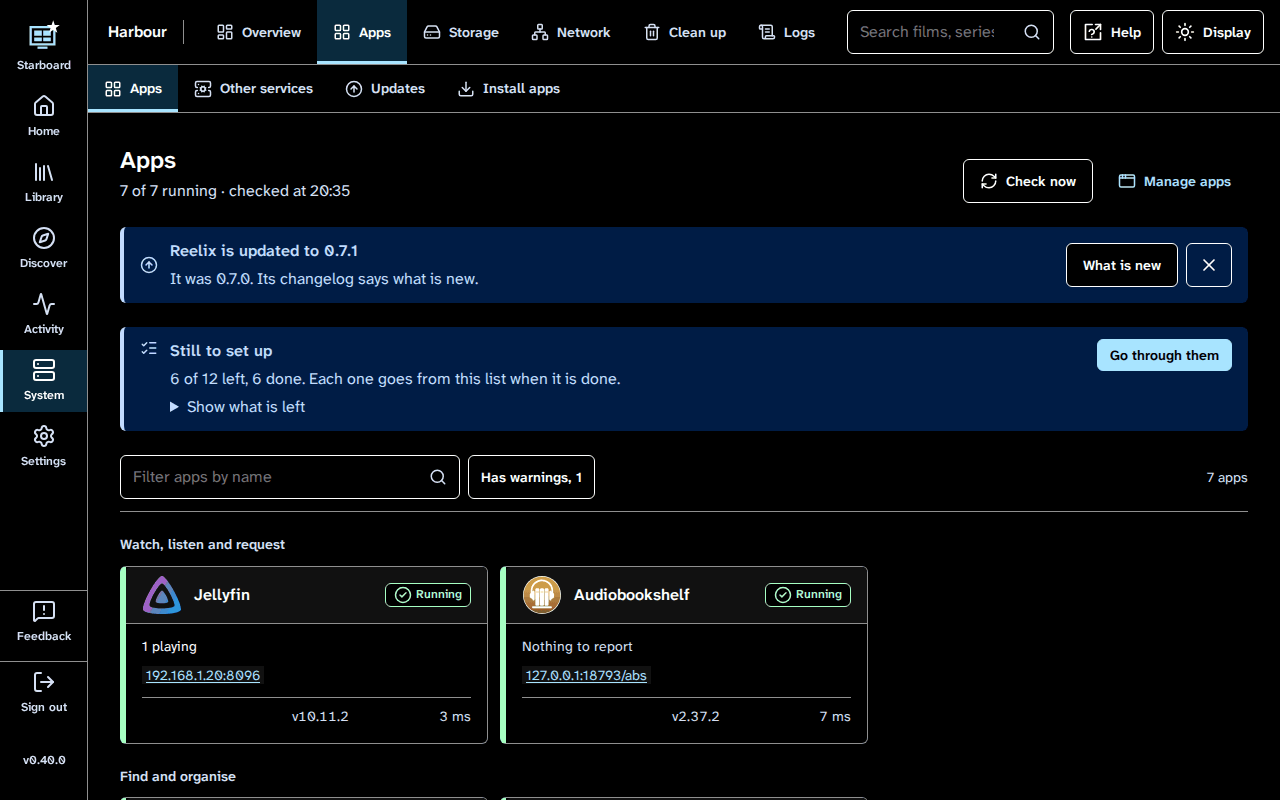 Starboard
Home
Library
Discover
Activity
System
Settings
Feedback
Sign out
v0.40.0
Harbour
Overview
Apps
Storage
Network
Clean up
Logs
Search films, series
Help
Display
Apps
Other services
Updates
Install apps
Apps
7 of 7 running · checked at 20:35
Check now
Manage apps
Reelix is updated to 0.7.1
It was 0.7.0. Its changelog says what is new.
What is new
Still to set up
6 of 12 left, 6 done. Each one goes from this list when it is done.
Show what is left
Go through them
Filter apps by name
Has warnings, 1
7 apps
Watch, listen and request
Jellyfin
Running
1 playing
192.168.1.20:8096
v10.11.2
3 ms
Audiobookshelf
Running
Nothing to report
127.0.0.1:18793/abs
v2.37.2
7 ms
Find and organise